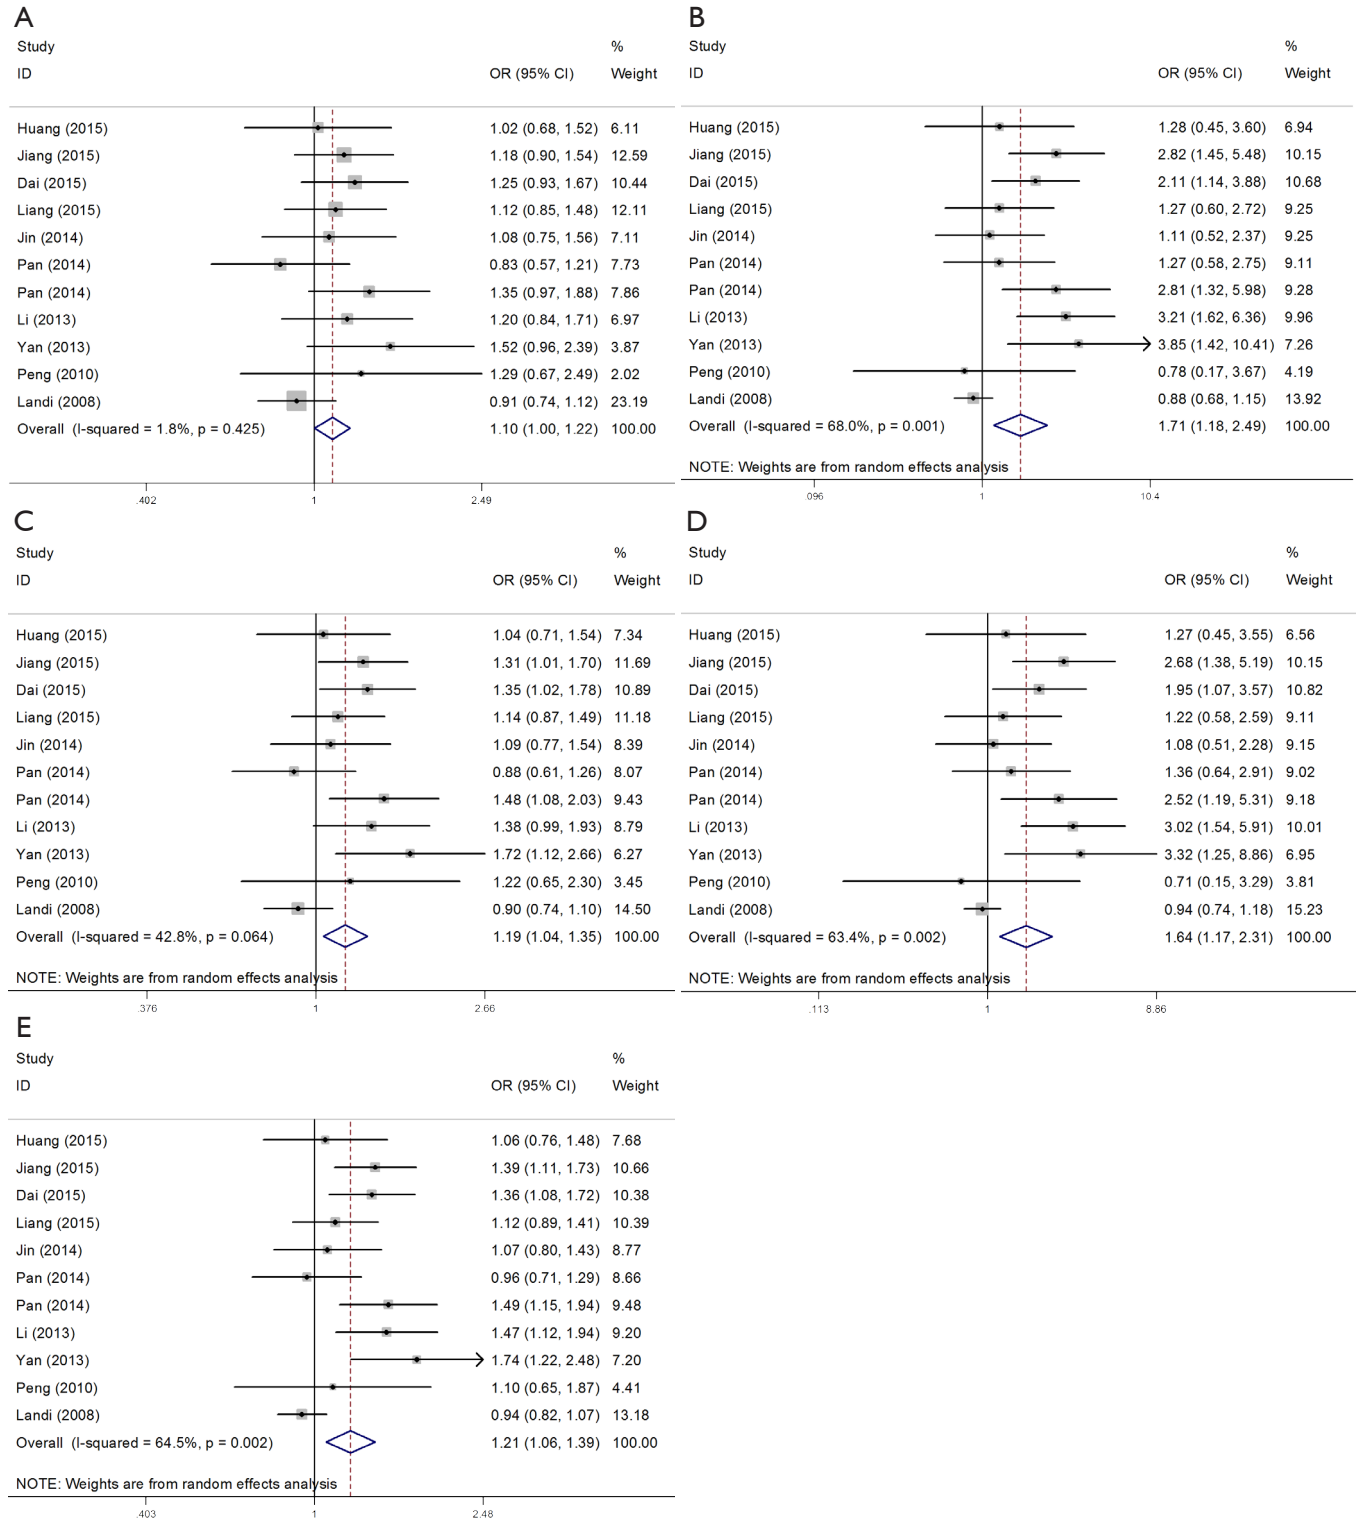 A
Study %
ID OR (95% CI) Weight
Huang (2015) 1.02 (0.68, 1.52) 6.11
Jiang (2015) 1.18 (0.90, 1.54) 12.59
Dai (2015) 1.25 (0.93, 1.67) 10.44
Liang (2015) 1.12 (0.85, 1.48) 12.11
Jin (2014) 1.08 (0.75, 1.56) 7.11
Pan (2014) 0.83 (0.57, 1.21) 7.73
Pan (2014) 1.35 (0.97, 1.88) 7.86
Li (2013) 1.20 (0.84, 1.71) 6.97
Yan (2013) 1.52 (0.96, 2.39) 3.87
Peng (2010) 1.29 (0.67, 2.49) 2.02
Landi (2008) 0.91 (0.74, 1.12) 23.19
Overall (I-squared = 1.8%, p = 0.425) 1.10 (1.00, 1.22) 100.00
.402 1 2.49
B
Study %
ID OR (95% CI) Weight
Huang (2015) 1.28 (0.45, 3.60) 6.94
Jiang (2015) 2.82 (1.45, 5.48) 10.15
Dai (2015) 2.11 (1.14, 3.88) 10.68
Liang (2015) 1.27 (0.60, 2.72) 9.25
Jin (2014) 1.11 (0.52, 2.37) 9.25
Pan (2014) 1.27 (0.58, 2.75) 9.11
Pan (2014) 2.81 (1.32, 5.98) 9.28
Li (2013) 3.21 (1.62, 6.36) 9.96
Yan (2013) 3.85 (1.42, 10.41) 7.26
Peng (2010) 0.78 (0.17, 3.67) 4.19
Landi (2008) 0.88 (0.68, 1.15) 13.92
Overall (I-squared = 68.0%, p = 0.001) 1.71 (1.18, 2.49) 100.00
NOTE: Weights are from random effects analysis
.096 1 10.4
C
Study %
ID OR (95% CI) Weight
Huang (2015) 1.04 (0.71, 1.54) 7.34
Jiang (2015) 1.31 (1.01, 1.70) 11.69
Dai (2015) 1.35 (1.02, 1.78) 10.89
Liang (2015) 1.14 (0.87, 1.49) 11.18
Jin (2014) 1.09 (0.77, 1.54) 8.39
Pan (2014) 0.88 (0.61, 1.26) 8.07
Pan (2014) 1.48 (1.08, 2.03) 9.43
Li (2013) 1.38 (0.99, 1.93) 8.79
Yan (2013) 1.72 (1.12, 2.66) 6.27
Peng (2010) 1.22 (0.65, 2.30) 3.45
Landi (2008) 0.90 (0.74, 1.10) 14.50
Overall (I-squared = 42.8%, p = 0.064) 1.19 (1.04, 1.35) 100.00
NOTE: Weights are from random effects analysis
.376 1 2.66
D
Study %
ID OR (95% CI) Weight
Huang (2015) 1.27 (0.45, 3.55) 6.56
Jiang (2015) 2.68 (1.38, 5.19) 10.15
Dai (2015) 1.95 (1.07, 3.57) 10.82
Liang (2015) 1.22 (0.58, 2.59) 9.11
Jin (2014) 1.08 (0.51, 2.28) 9.15
Pan (2014) 1.36 (0.64, 2.91) 9.02
Pan (2014) 2.52 (1.19, 5.31) 9.18
Li (2013) 3.02 (1.54, 5.91) 10.01
Yan (2013) 3.32 (1.25, 8.86) 6.95
Peng (2010) 0.71 (0.15, 3.29) 3.81
Landi (2008) 0.94 (0.74, 1.18) 15.23
Overall (I-squared = 63.4%, p = 0.002) 1.64 (1.17, 2.31) 100.00
NOTE: Weights are from random effects analysis
.113 1 8.86
E
Study %
ID OR (95% CI) Weight
Huang (2015) 1.06 (0.76, 1.48) 7.68
Jiang (2015) 1.39 (1.11, 1.73) 10.66
Dai (2015) 1.36 (1.08, 1.72) 10.38
Liang (2015) 1.12 (0.89, 1.41) 10.39
Jin (2014) 1.07 (0.80, 1.43) 8.77
Pan (2014) 0.96 (0.71, 1.29) 8.66
Pan (2014) 1.49 (1.15, 1.94) 9.48
Li (2013) 1.47 (1.12, 1.94) 9.20
Yan (2013) 1.74 (1.22, 2.48) 7.20
Peng (2010) 1.10 (0.65, 1.87) 4.41
Landi (2008) 0.94 (0.82, 1.07) 13.18
Overall (I-squared = 64.5%, p = 0.002) 1.21 (1.06, 1.39) 100.00
NOTE: Weights are from random effects analysis
.403 1 2.48